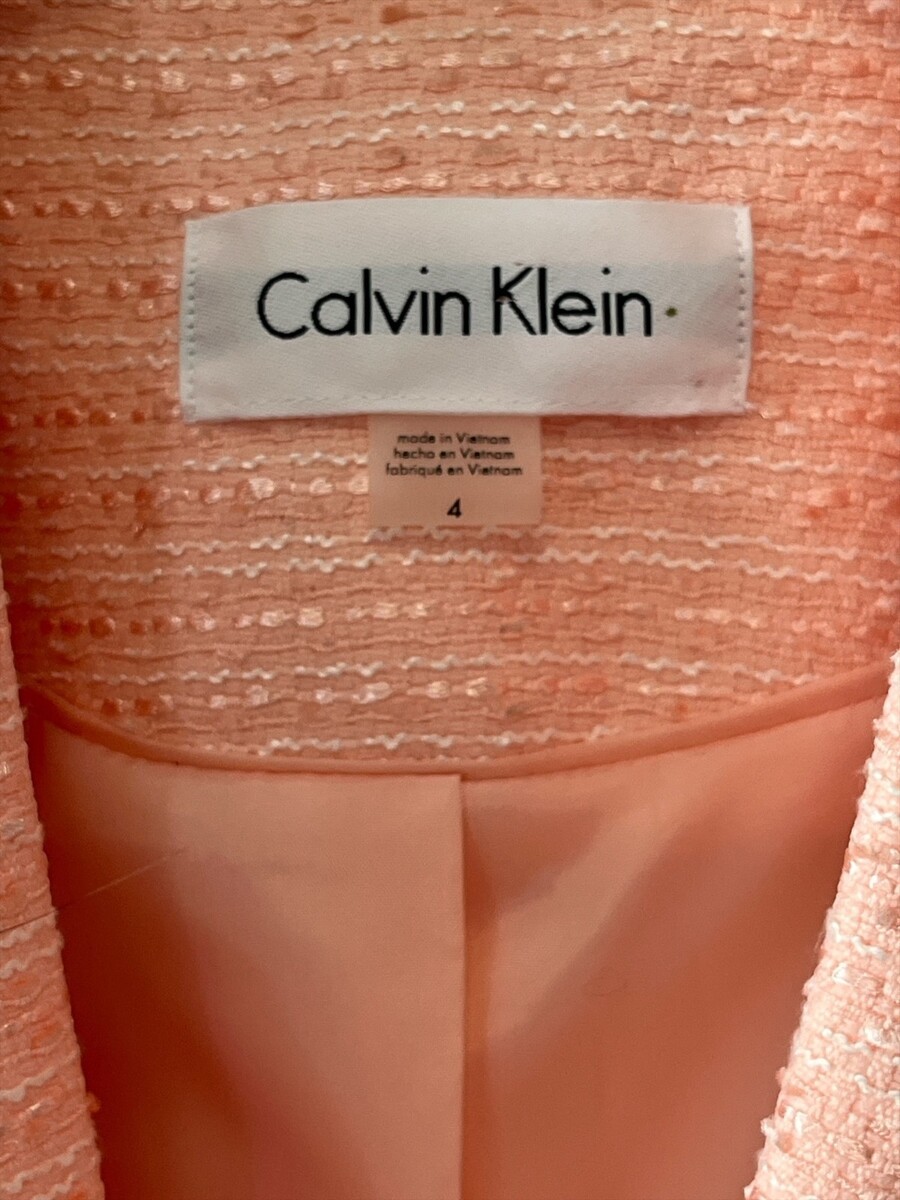 Calvin Klein
made in Vietnam
hecho en Vietnam
fabriqué en Vietnam
4